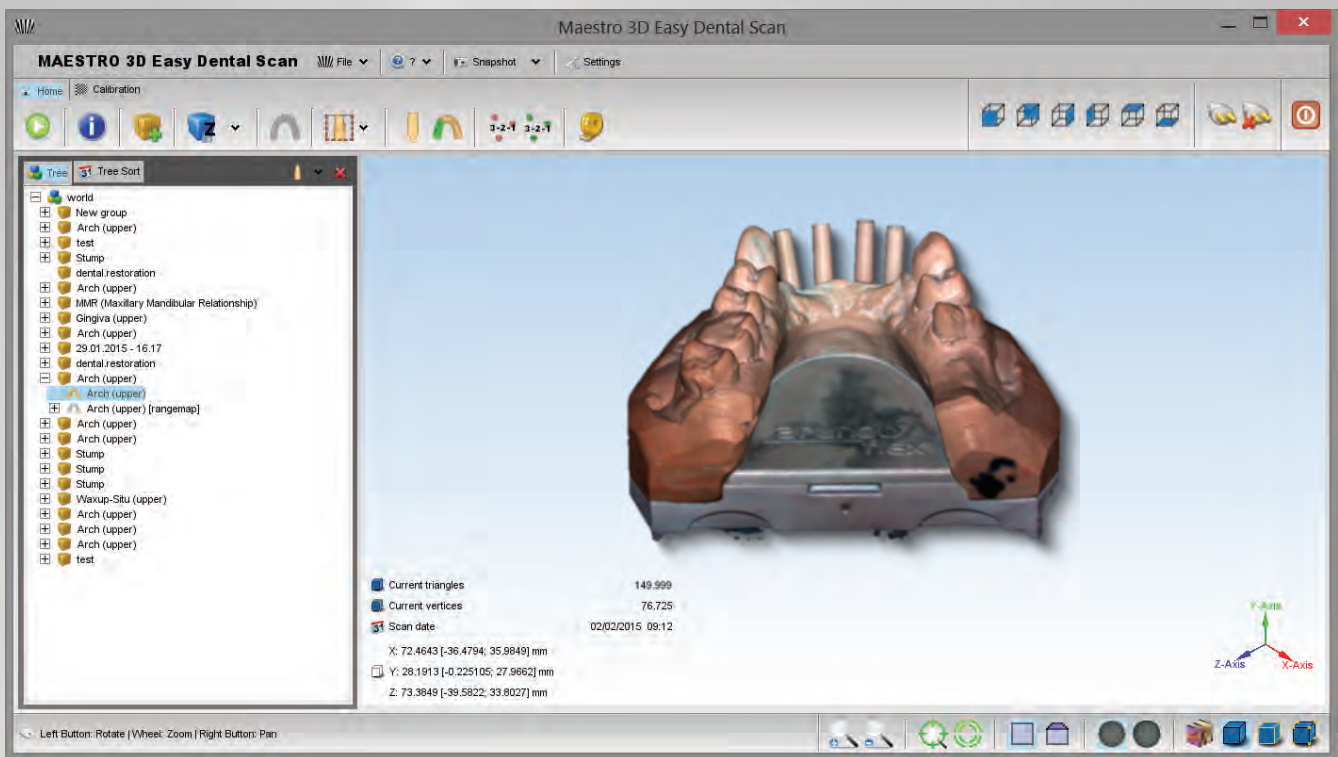 Maestro 3D Easy Dental Scan
MAESTRO 3D Easy Dental Scan File ? Snapshot Settings
Home Calibration
Z 3-2-1 3-2-1
31 Tree Tree Sort
world
New group
Arch (upper)
test
Stump
dental.restoration
Arch (upper)
MMR (Maxillary Mandibular Relationship)
Gingiva (upper)
Arch (upper)
29.01.2015 - 16.17
dental.restoration
Arch (upper)
Arch (upper)
Arch (upper) [rangemap]
Arch (upper)
Arch (upper)
Stump
Stump
Stump
Waxup-Situ (upper)
Arch (upper)
Arch (upper)
Arch (upper)
test
Current triangles 149.999
Current vertices 76.725
31 Scan date 02/02/2015 09:12
X: 72.4643 [-36.4794; 35.9849] mm
Y: 28.1913 [-0.225105; 27.9662] mm
Z: 73.3849 [-39.5822; 33.8027] mm
Y-Axis
Z-Axis X-Axis
Left Button: Rotate | Wheel: Zoom | Right Button: Pan